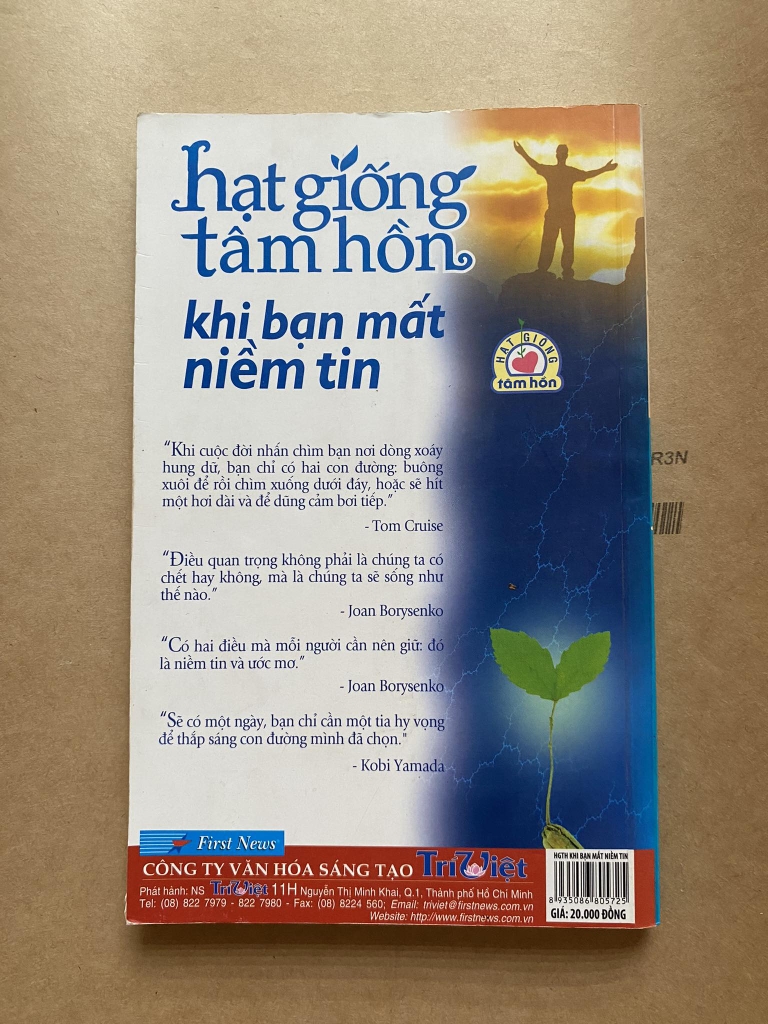 hạt giống
tâm hồn
khi bạn mất
niềm tin
HẠT GIỐNG
tâm hồn
"Khi cuộc đời nhấn chìm bạn nơi dòng xoáy
hung dữ, bạn chỉ có hai con đường: buông
xuôi để rồi chìm xuống dưới đáy, hoặc sẽ hít
một hơi dài và để dũng cảm bơi tiếp."
- Tom Cruise
"Điều quan trọng không phải là chúng ta có
chết hay không, mà là chúng ta sẽ sống như
thế nào."
- Joan Borysenko
"Có hai điều mà mỗi người cần nên giữ: đó
là niềm tin và ước mơ."
- Joan Borysenko
"Sẽ có một ngày, bạn chỉ cần một tia hy vọng
để thắp sáng con đường mình đã chọn."
- Kobi Yamada
R3N
First News
CÔNG TY VĂN HÓA SÁNG TẠO Trí Việt
Phát hành: NS Trí Việt 11H Nguyễn Thị Minh Khai, Q.1, Thành phố Hồ Chí Minh
Tel: (08) 822 7979 - 822 7980 - Fax: (08) 8224 560; Email: triviet@firstnews.com.vn
Website: http://www.firstnews.com.vn
HGTH KHI BẠN MẤT NIỀM TIN
8 935086 805725
GIÁ: 20.000 ĐỒNG